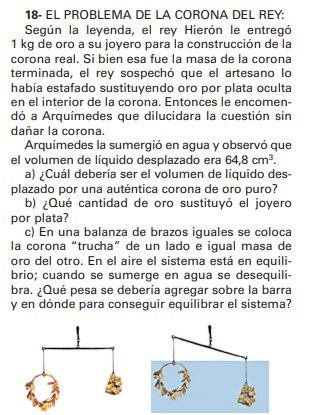 18- EL PROBLEMA DE LA CORONA DEL REY:
Según la leyenda, el rey Hierón le entregó
1 kg de oro a su joyero para la construcción de la
corona real. Si bien esa fue la masa de la corona
terminada, el rey sospechó que el artesano lo
había estafado sustituyendo oro por plata oculta
en el interior de la corona. Entonces le encomen-
dó a Arquímedes que dilucidara la cuestión sin
dañar la corona.
Arquímedes la sumergió en agua y observó que
el volumen de líquido desplazado era 64,8 cm³.
a) ¿Cuál debería ser el volumen de líquido des-
plazado por una auténtica corona de oro puro?
b) ¿Qué cantidad de oro sustituyó el joyero
por plata?
c) En una balanza de brazos iguales se coloca
la corona “trucha” de un lado e igual masa de
oro del otro. En el aire el sistema está en equili-
brio; cuando se sumerge en agua se desequili-
bra. ¿Qué pesa se debería agregar sobre la barra
y en dónde para conseguir equilibrar el sistema?